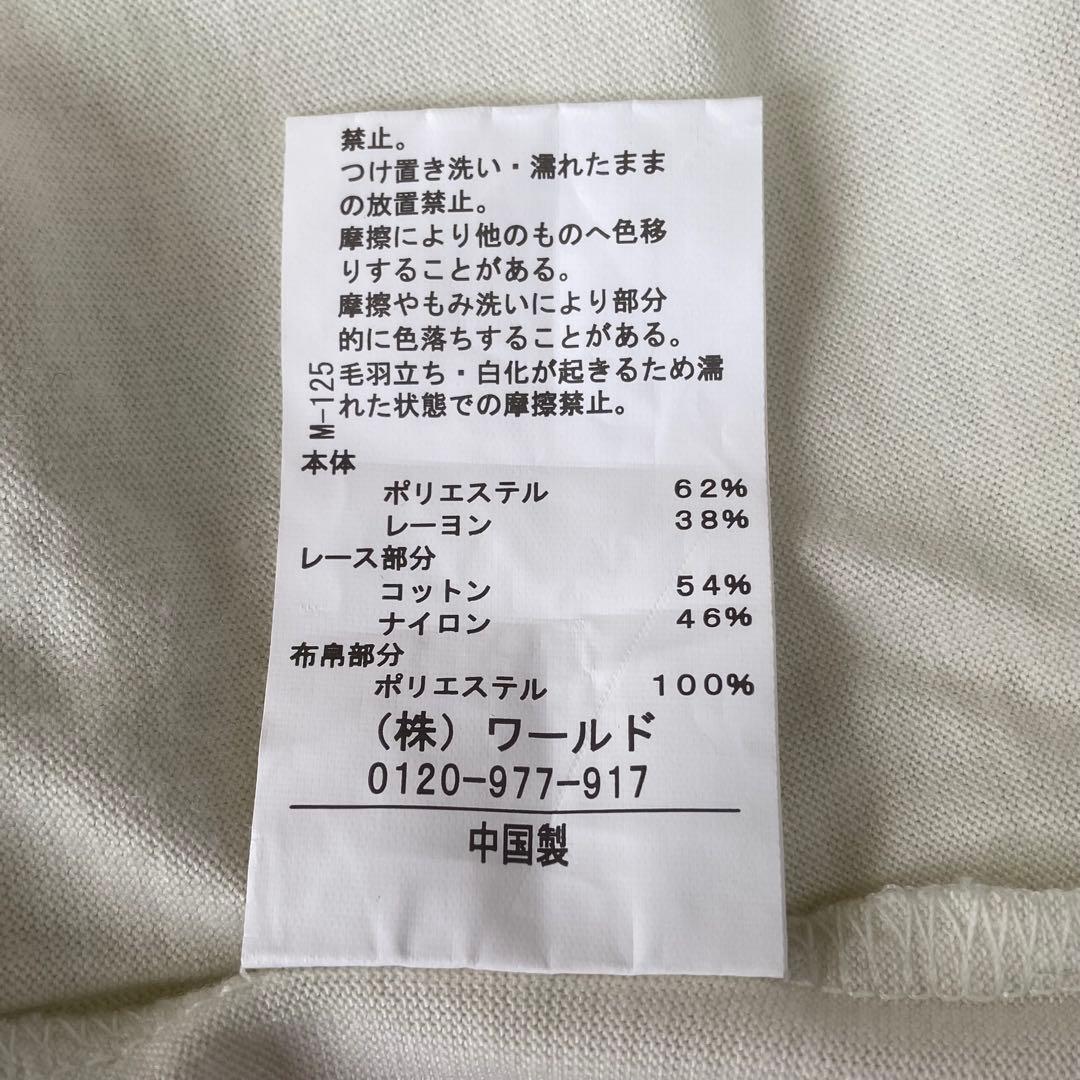 禁止。
つけ置き洗い・濡れたまま
の放置禁止。
摩擦により他のものへ色移
りすることがある。
摩擦やもみ洗いにより部分
的に色落ちすることがある。
毛羽立ち・白化が起きるため濡
れた状態での摩擦禁止。
M-125
本体
ポリエステル 62%
レーヨン 38%
レース部分
コットン 54%
ナイロン 46%
布帛部分
ポリエステル 100%
(株) ワールド
0120-977-917
中国製